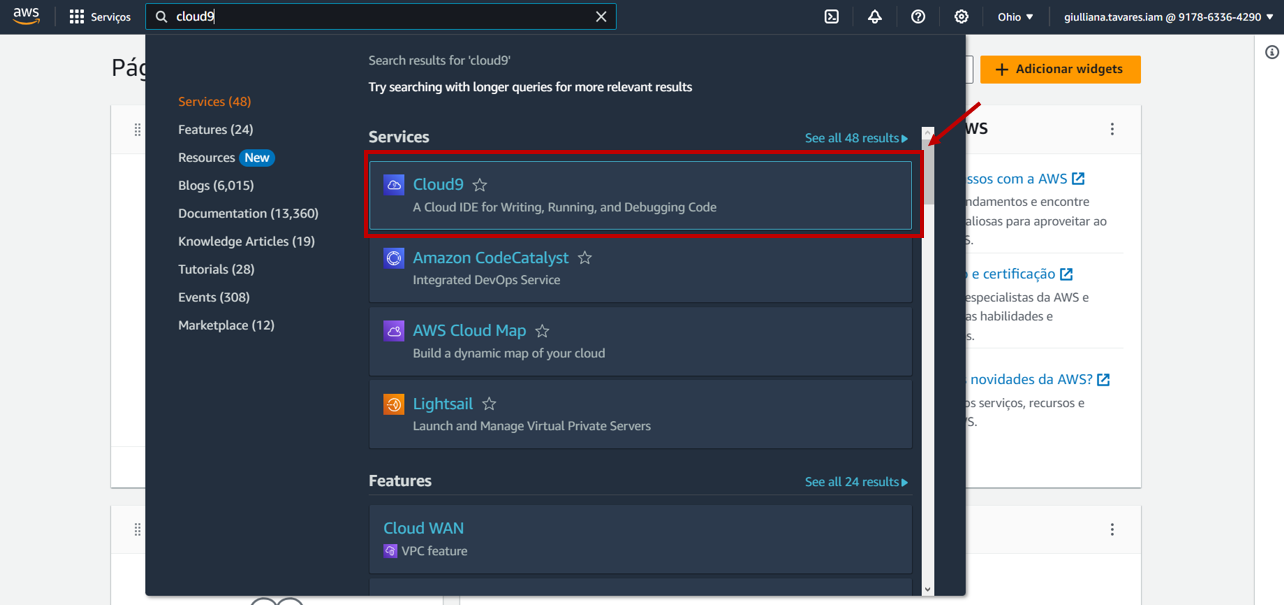 aws
Serviços
cloud9
Ohio
giulliana.tavares.iam @ 9178-6336-4290
Pág
Adicionar widgets
Search results for 'cloud9'
Try searching with longer queries for more relevant results
Services (48)
Features (24)
Resources New
Blogs (6,015)
Documentation (13,360)
Knowledge Articles (19)
Tutorials (28)
Events (308)
Marketplace (12)
Services
See all 48 results
Cloud9
A Cloud IDE for Writing, Running, and Debugging Code
Amazon CodeCatalyst
Integrated DevOps Service
AWS Cloud Map
Build a dynamic map of your cloud
Lightsail
Launch and Manage Virtual Private Servers
Features
See all 24 results
Cloud WAN
VPC feature
WS
ssos com a AWS
ndamentos e encontre
aliosas para aproveitar ao
S.
o e certificação
especialistas da AWS e
as habilidades e
s.
novidades da AWS?
os serviços, recursos e
S.